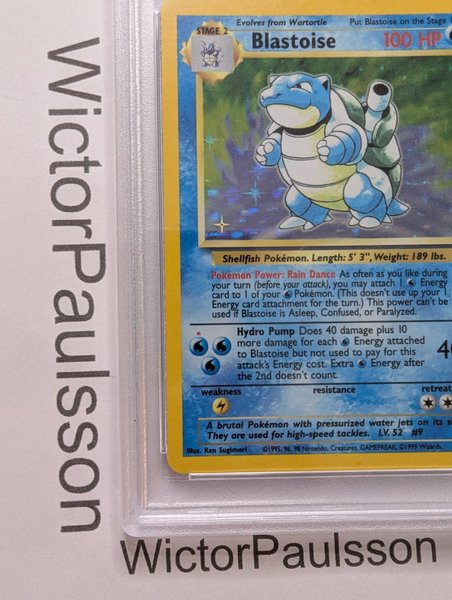 WictorPaulsson
Evolves from Wartortle Put Blastoise on the Stage
STAGE 2
Blastoise 100 HP
Shellfish Pokémon. Length: 5' 3", Weight: 189 lbs.
Pokémon Power: Rain Dance As often as you like during
your turn (before your attack), you may attach 1 Energy
card to 1 of your Pokémon. (This doesn't use up your 1
Energy card attachment for the turn.) This power can't be
used if Blastoise is Asleep, Confused, or Paralyzed.
Hydro Pump Does 40 damage plus 10
more damage for each Energy attached
to Blastoise but not used to pay for this
attack's Energy cost. Extra Energy after
the 2nd doesn't count.
weakness resistance retreat
A brutal Pokémon with pressurized water jets on its
They are used for high-speed tackles. LV. 52 #9
Illus. Ken Sugimori ©1995, 96, 98 Nintendo, Creatures, GAMEFREAK. ©1999 Wizards.
WictorPaulsson